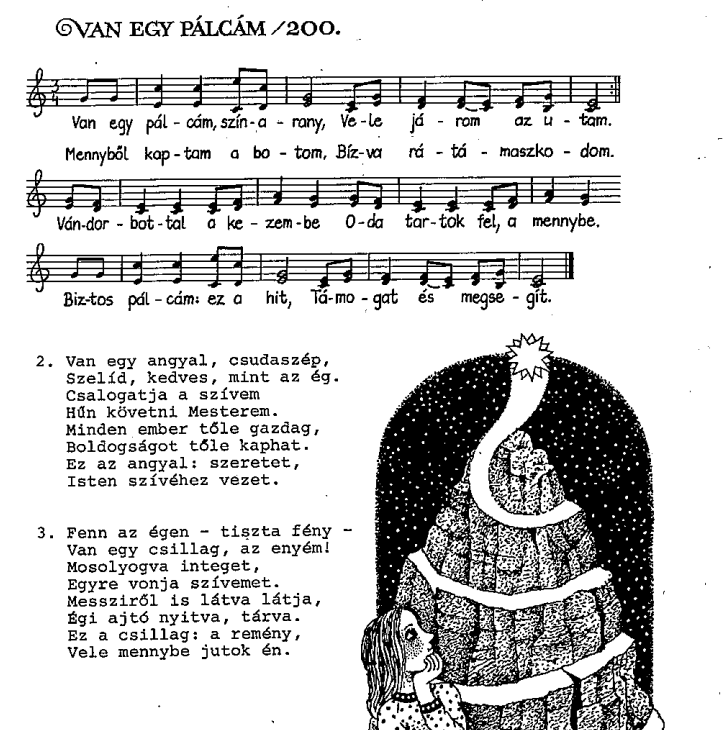 VAN EGY PÁLCÁM /200.
Van egy pál - cám, szín - a - rany, Ve - le já - rom az u - tam.
Mennyből kap - tam a bo - tom, Bíz - va rá - tá - maszko - dom.
Ván - dor - bot - tal a ke - zem - be O - da tar - tok fel, a mennybe.
Biz - tos pál - cám: ez a hit, Tá - mo - gat és megse - gít.
2. Van egy angyal, csudaszép,
Szelíd, kedves, mint az ég.
Csalogatja a szívem
Hűn követni Mesterem.
Minden ember tőle gazdag,
Boldogságot tőle kaphat.
Ez az angyal: szeretet,
Isten szívéhez vezet.
3. Fenn az égen - tiszta fény -
Van egy csillag, az enyém!
Mosolyogva integet,
Egyre vonja szívemet.
Messziről is látva látja,
Égi ajtó nyitva, tárva.
Ez a csillag: a remény,
Vele mennybe jutok én.